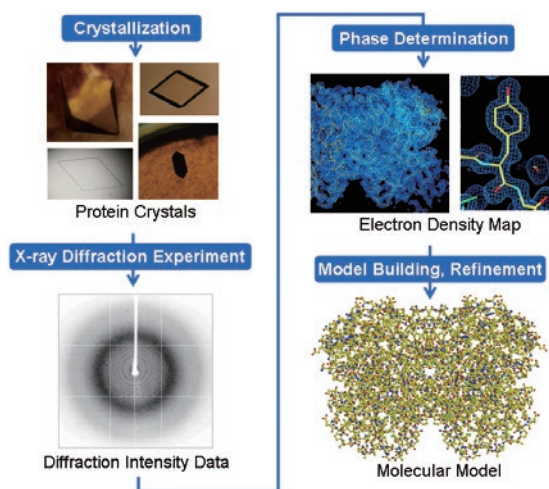 Crystallization
Protein Crystals
X-ray Diffraction Experiment
Diffraction Intensity Data
Phase Determination
Electron Density Map
Model Building, Refinement
Molecular Model